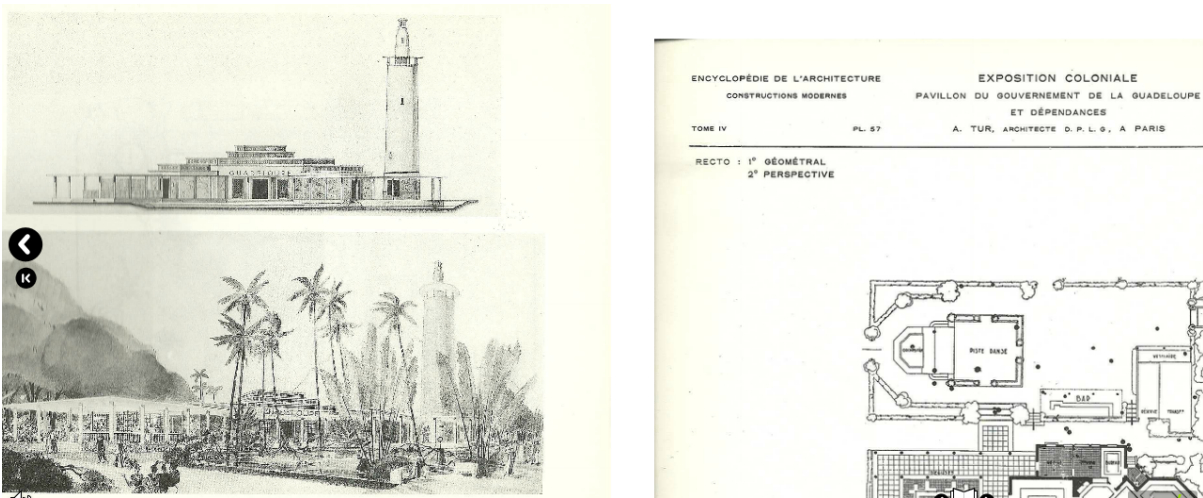 GUADELOUPE
ENCYCLOPÉDIE DE L'ARCHITECTURE
CONSTRUCTIONS MODERNES
TOME IV
PL. 57
EXPOSITION COLONIALE
PAVILLON DU GOUVERNEMENT DE LA GUADELOUPE
ET DÉPENDANCES
A. TUR, ARCHITECTE D. P. L. G., A PARIS
RECTO : 1° GÉOMÉTRAL
2° PERSPECTIVE
PISTE DANSE
BAR
VESTIAIRE